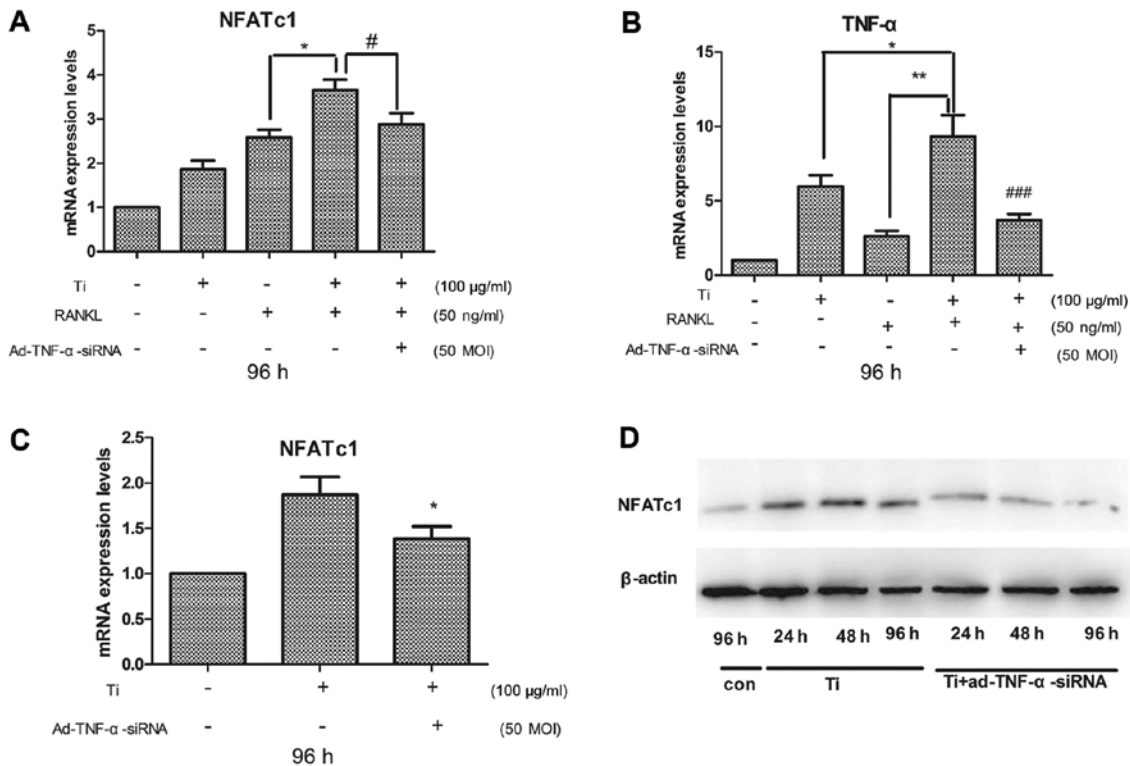 A
NFATc1
mRNA expression levels
5
4
3
2
1
0
*
#
Ti - + - + + (100 µg/ml)
RANKL - - + + + (50 ng/ml)
Ad-TNF-α -siRNA - - - - + (50 MOI)
96 h
B
TNF-α
mRNA expression levels
15
10
5
0
*
**
###
Ti - + - + + (100 µg/ml)
RANKL - - + + + (50 ng/ml)
Ad-TNF-α -siRNA - - - - + (50 MOI)
96 h
C
NFATc1
mRNA expression levels
2.5
2.0
1.5
1.0
0.5
0.0
*
Ti - + + (100 µg/ml)
Ad-TNF-α -siRNA - - + (50 MOI)
96 h
D
NFATc1
β-actin
96 h 24 h 48 h 96 h 24 h 48 h 96 h
con Ti Ti+ad-TNF-α -siRNA